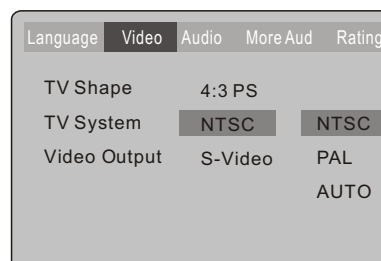 Language Video Audio More Aud Rating
TV Shape 4:3 PS
TV System NTSC NTSC
Video Output S-Video PAL
AUTO